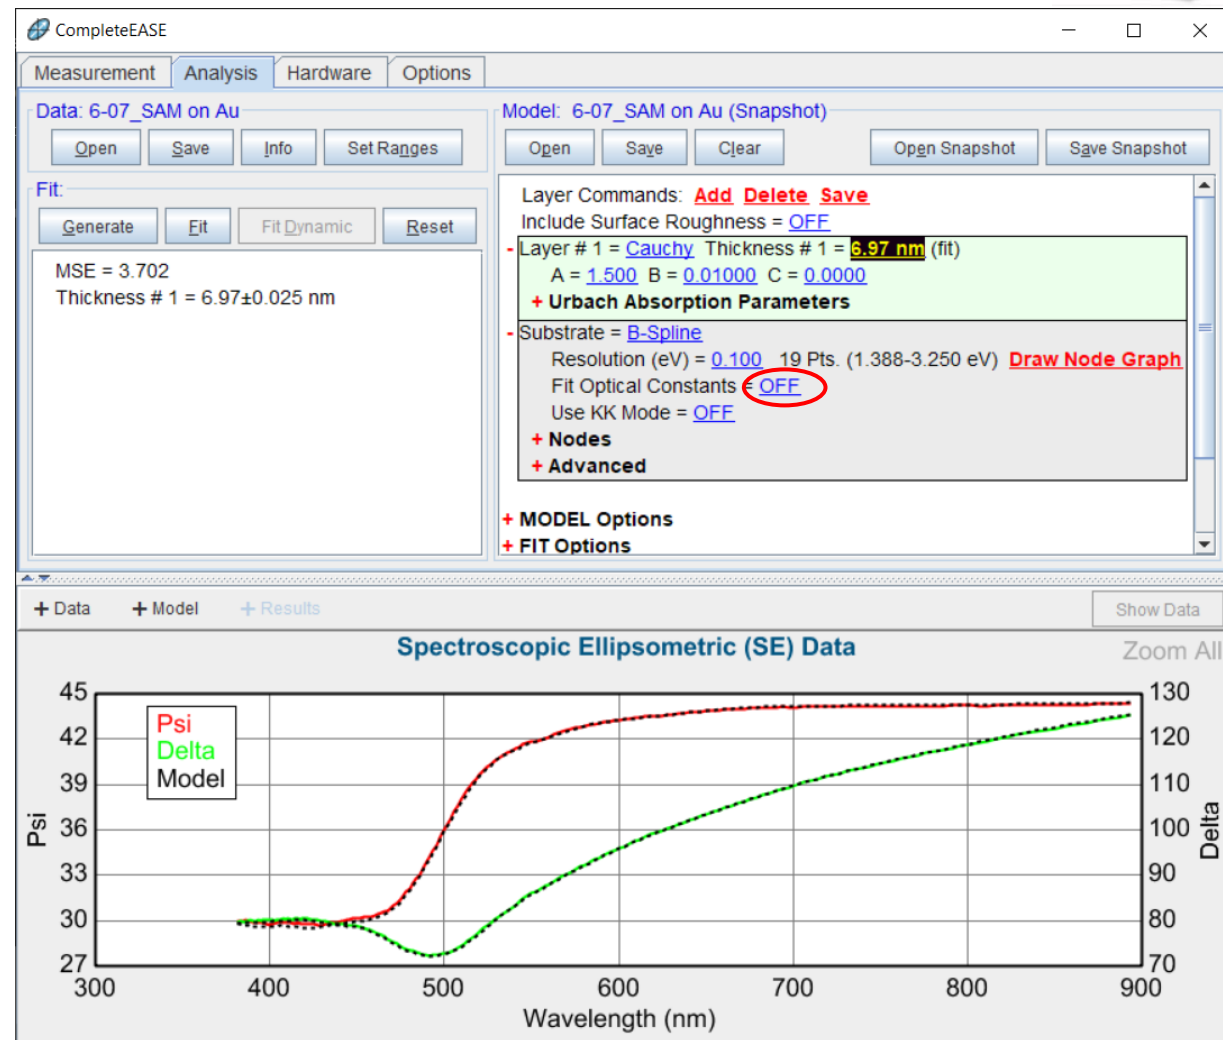 CompleteEASE
Measurement Analysis Hardware Options
Data: 6-07_SAM on Au
Open Save Info Set Ranges
Fit:
Generate Fit Fit Dynamic Reset
MSE = 3.702
Thickness # 1 = 6.97±0.025 nm
Model: 6-07_SAM on Au (Snapshot)
Open Save Clear Open Snapshot Save Snapshot
Layer Commands: Add Delete Save
Include Surface Roughness = OFF
- Layer # 1 = Cauchy Thickness # 1 = 6.97 nm (fit)
A = 1.500 B = 0.01000 C = 0.0000
+ Urbach Absorption Parameters
- Substrate = B-Spline
Resolution (eV) = 0.100 19 Pts. (1.388-3.250 eV) Draw Node Graph
Fit Optical Constants = OFF
Use KK Mode = OFF
+ Nodes
+ Advanced
+ MODEL Options
+ FIT Options
+ Data + Model + Results Show Data
Spectroscopic Ellipsometric (SE) Data
Zoom All
Psi
Delta
Model
45
42
39
36
33
30
27
Psi
130
120
110
100
90
80
70
Delta
300 400 500 600 700 800 900
Wavelength (nm)